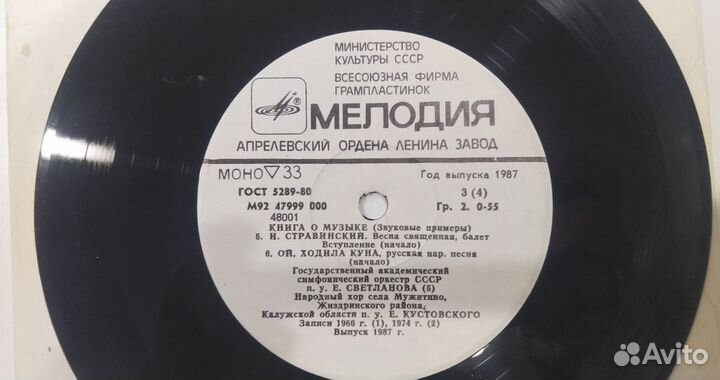 МИНИСТЕРСТВО
КУЛЬТУРЫ СССР
ВСЕСОЮЗНАЯ ФИРМА
ГРАМПЛАСТИНОК
®
МЕЛОДИЯ
АПРЕЛЕВСКИЙ ОРДЕНА ЛЕНИНА ЗАВОД
МОНО ▽ 33
Год выпуска 1987
ГОСТ 5289-80
3 (4)
М92 47999 000
Гр. 2. 0-55
48001
КНИГА О МУЗЫКЕ (Звуковые примеры)
5. И. СТРАВИНСКИЙ. Весна священная, балет
Вступление (начало)
6. ОЙ, ХОДИЛА КУНА, русская нар. песня
(начало)
Государственный академический
симфонический оркестр СССР
п. у. Е. СВЕТЛАНОВА (5)
Народный хор села Мужитино,
Жиздринского района,
Калужской области п. у. Е. КУСТОВСКОГО
Записи 1966 г. (1), 1974 г. (2)
Выпуск 1987 г.
Avito